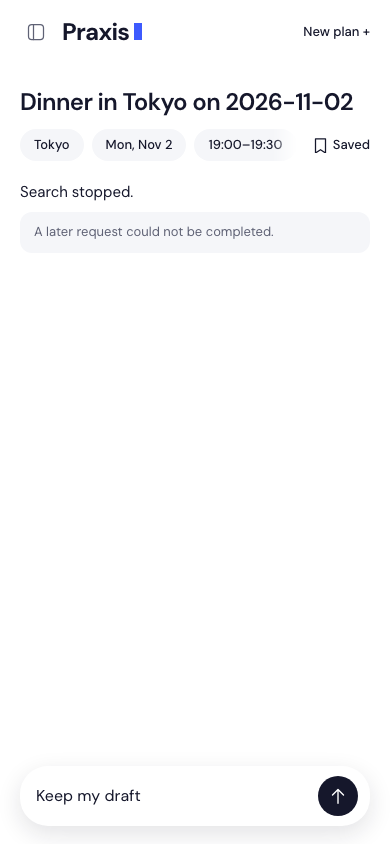 Praxis
New plan +
Dinner in Tokyo on 2026-11-02
Tokyo
Mon, Nov 2
19:00–19:30
Saved
Search stopped.
A later request could not be completed.
Keep my draft